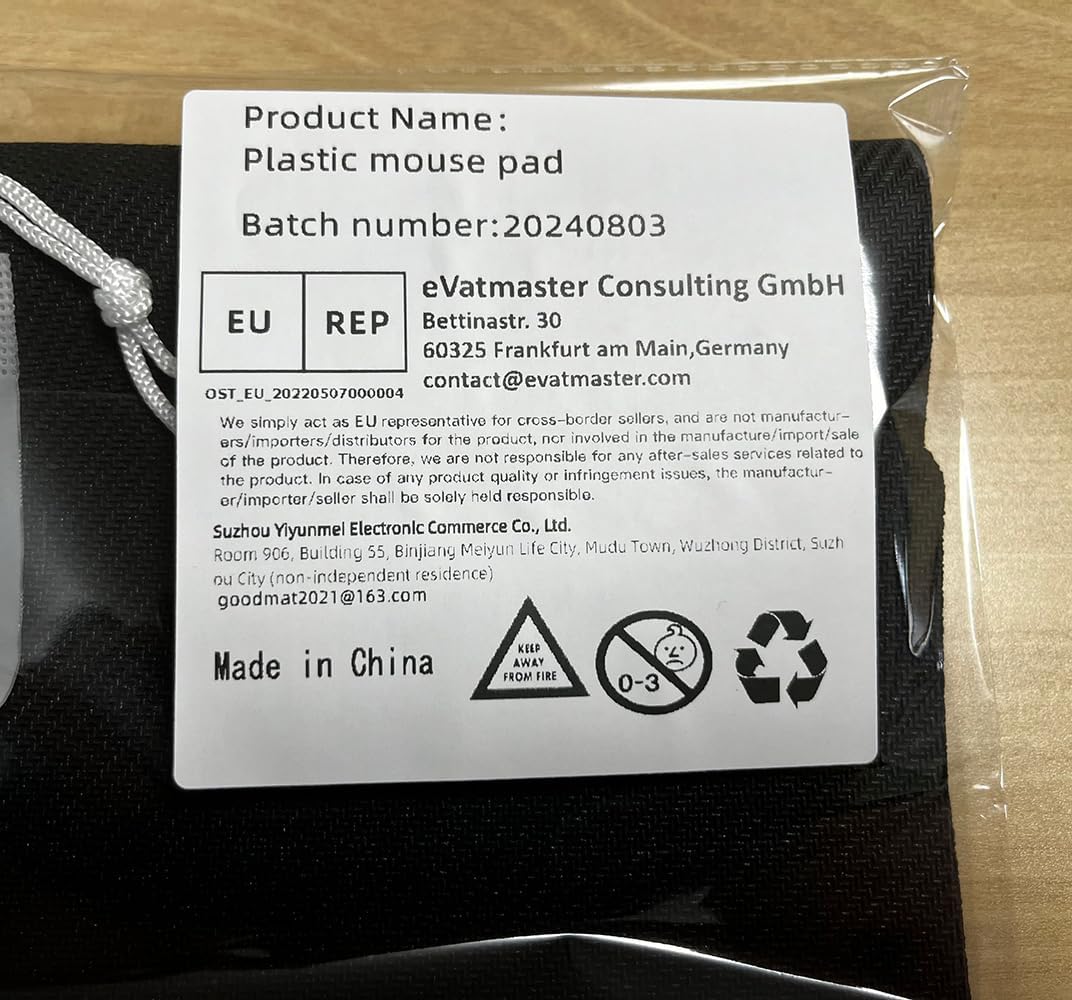 Product Name:
Plastic mouse pad
Batch number:20240803
EU REP
OST_EU_20220507000004
eVatmaster Consulting GmbH
Bettinastr. 30
60325 Frankfurt am Main,Germany
contact@evatmaster.com
We simply act as EU representative for cross-border sellers, and are not manufactur-
ers/importers/distributors for the product, nor involved in the manufacture/import/sale
of the product. Therefore, we are not responsible for any after-sales services related to
the product. In case of any product quality or infringement issues, the manufactur-
er/importer/seller shall be solely held responsible.
Suzhou Yiyunmei Electronic Commerce Co., Ltd.
Room 906, Building 55, Binjiang Meiyun Life City, Mudu Town, Wuzhong District, Suzh
ou City (non-independent residence)
goodmat2021@163.com
Made in China
KEEP
AWAY
FROM FIRE
0-3